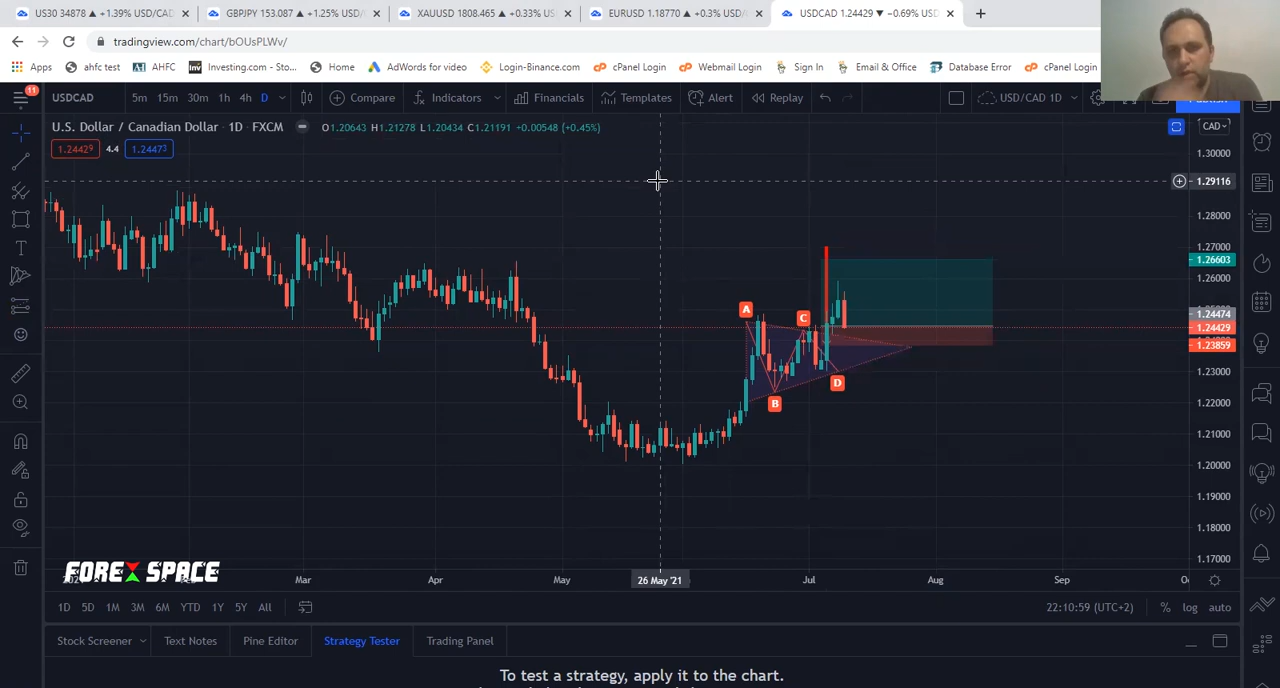 US30 34878 ▲ +1.39% USD/CAD
GBPJPY 153.087 ▲ +1.25% USD/
XAUUSD 1808.465 ▲ +0.33% US
EURUSD 1.18770 ▲ +0.3% USD/
USDCAD 1.24429 ▼ −0.69% USD
tradingview.com/chart/bOUsPLWv/
Apps
ahfc test
AHFC
Investing.com - Sto...
Home
AdWords for video
Login-Binance.com
cPanel Login
Webmail Login
Sign In
Email & Office
Database Error
cPanel Login
11
USDCAD
5m 15m 30m 1h 4h D
Compare
Indicators
Financials
Templates
Alert
Replay
USD/CAD 1D
U.S. Dollar / Canadian Dollar · 1D · FXCM
O1.20643 H1.21278 L1.20434 C1.21191 +0.00548 (+0.45%)
CAD
1.24429 4.4 1.24473
1.30000
1.29116
1.28000
1.27000
1.26603
1.26000
1.24474
1.24429
1.23859
1.23000
1.22000
1.21000
1.20000
1.19000
1.18000
1.17000
A
C
D
B
FOREX SPACE
Mar Apr May 26 May '21 Jul Aug Sep
1D 5D 1M 3M 6M YTD 1Y 5Y All
22:10:59 (UTC+2) % log auto
Stock Screener Text Notes Pine Editor Strategy Tester Trading Panel
To test a strategy, apply it to the chart.